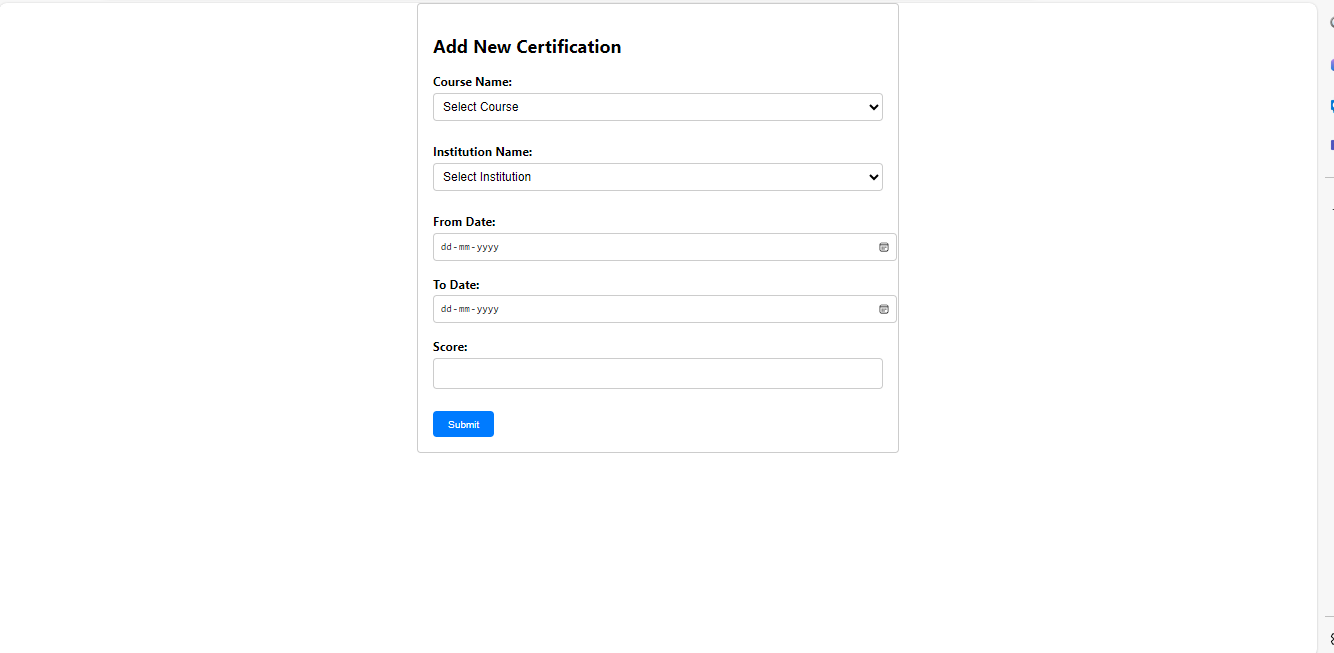 Add New Certification
Course Name:
Select Course
Institution Name:
Select Institution
From Date:
dd-mm-yyyy
To Date:
dd-mm-yyyy
Score:
Submit